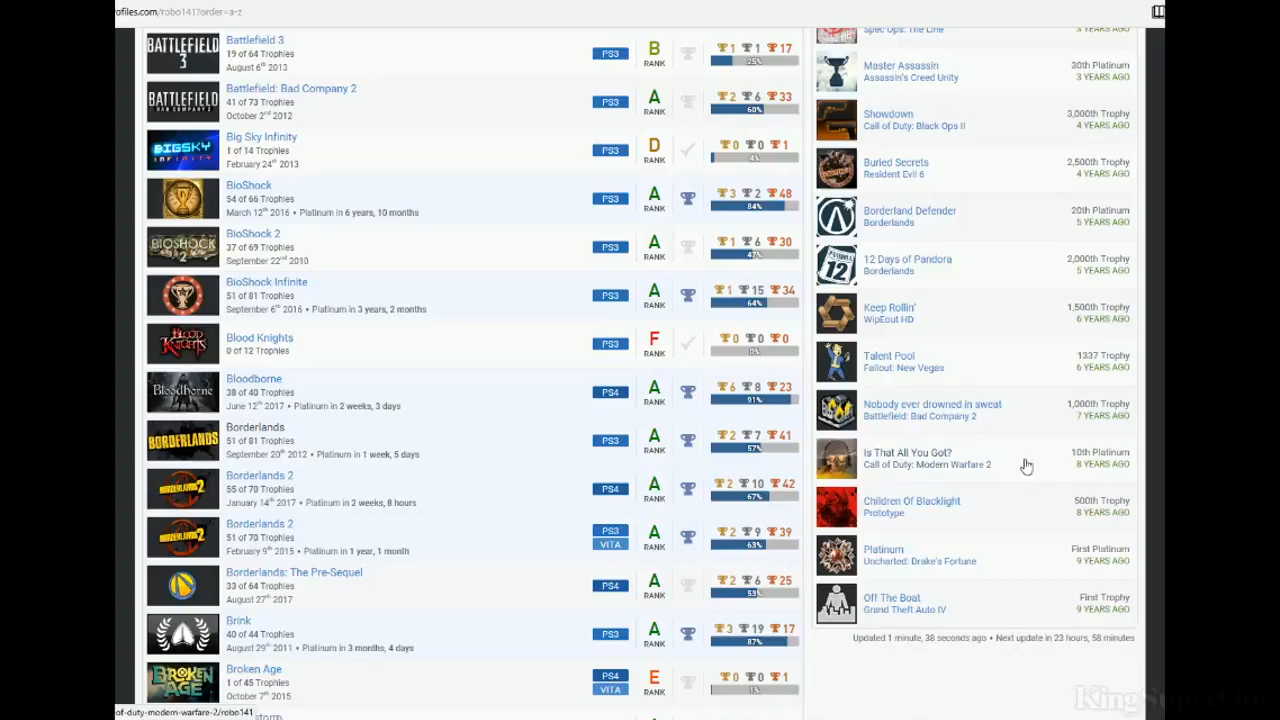 ofiles.com/robo141?order=a-z
Battlefield 3
19 of 64 Trophies
August 6th 2013
PS3
B
RANK
1 1 17
25%
Battlefield: Bad Company 2
41 of 73 Trophies
October 2nd 2012
PS3
A
RANK
2 6 33
60%
Big Sky Infinity
1 of 14 Trophies
February 24th 2013
PS3
D
RANK
0 0 1
4%
BioShock
54 of 66 Trophies
March 12th 2016 • Platinum in 6 years, 10 months
PS3
A
RANK
3 2 48
84%
BioShock 2
37 of 69 Trophies
September 22nd 2010
PS3
A
RANK
1 6 30
47%
BioShock Infinite
51 of 81 Trophies
September 6th 2016 • Platinum in 3 years, 2 months
PS3
A
RANK
1 15 34
64%
Blood Knights
0 of 12 Trophies
PS3
F
RANK
0 0 0
0%
Bloodborne
38 of 40 Trophies
June 12th 2017 • Platinum in 2 weeks, 3 days
PS4
A
RANK
6 8 23
91%
Borderlands
51 of 81 Trophies
September 20th 2012 • Platinum in 1 week, 5 days
PS3
A
RANK
2 7 41
57%
Borderlands 2
55 of 70 Trophies
January 14th 2017 • Platinum in 2 weeks, 8 hours
PS4
A
RANK
2 10 42
67%
Borderlands 2
51 of 70 Trophies
February 9th 2015 • Platinum in 1 year, 1 month
PS3
VITA
A
RANK
2 9 39
63%
Borderlands: The Pre-Sequel
33 of 64 Trophies
August 27th 2017
PS4
A
RANK
2 6 25
53%
Brink
40 of 44 Trophies
August 29th 2011 • Platinum in 3 months, 4 days
PS3
A
RANK
3 19 17
87%
Broken Age
1 of 45 Trophies
October 7th 2015
PS4
VITA
E
RANK
0 0 1
1%
of-duty-modern-warfare-2/robo141
Spec Ops: The Line
3 YEARS AGO
Master Assassin
Assassin's Creed Unity
30th Platinum
3 YEARS AGO
Showdown
Call of Duty: Black Ops II
3,000th Trophy
4 YEARS AGO
Buried Secrets
Resident Evil 6
2,500th Trophy
4 YEARS AGO
Borderland Defender
Borderlands
20th Platinum
5 YEARS AGO
12 Days of Pandora
Borderlands
2,000th Trophy
5 YEARS AGO
Keep Rollin'
WipEout HD
1,500th Trophy
6 YEARS AGO
Talent Pool
Fallout: New Vegas
1337 Trophy
6 YEARS AGO
Nobody ever drowned in sweat
Battlefield: Bad Company 2
1,000th Trophy
7 YEARS AGO
Is That All You Got?
Call of Duty: Modern Warfare 2
10th Platinum
8 YEARS AGO
Children Of Blacklight
Prototype
500th Trophy
8 YEARS AGO
Platinum
Uncharted: Drake's Fortune
First Platinum
9 YEARS AGO
Off The Boat
Grand Theft Auto IV
First Trophy
9 YEARS AGO
Updated 1 minute, 38 seconds ago • Next update in 23 hours, 58 minutes